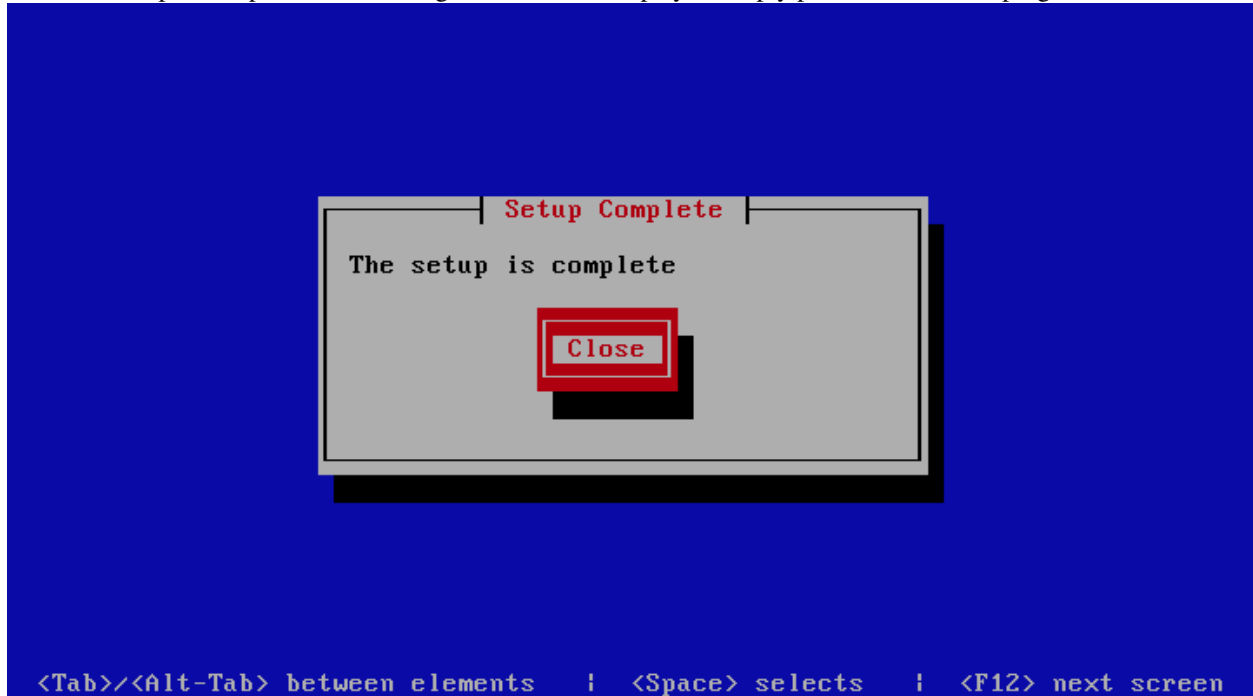 Setup Complete
The setup is complete
Close
<Tab>/<Alt-Tab> between elements | <Space> selects | <F12> next screen